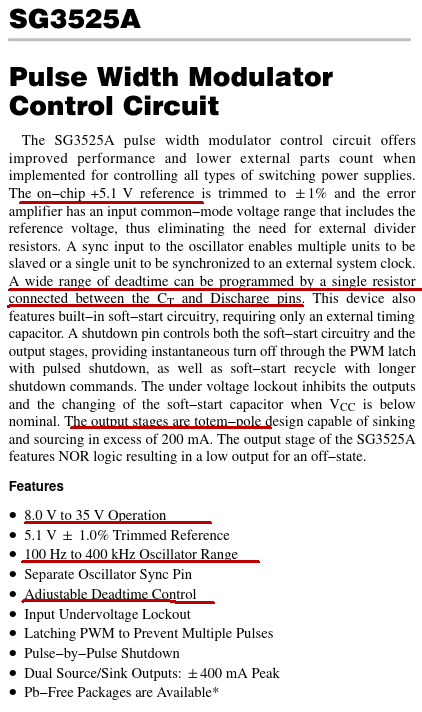 SG3525A
Pulse Width Modulator
Control Circuit
The SG3525A pulse width modulator control circuit offers
improved performance and lower external parts count when
implemented for controlling all types of switching power supplies.
The on−chip +5.1 V reference is trimmed to ±1% and the error
amplifier has an input common−mode voltage range that includes the
reference voltage, thus eliminating the need for external divider
resistors. A sync input to the oscillator enables multiple units to be
slaved or a single unit to be synchronized to an external system clock.
A wide range of deadtime can be programmed by a single resistor
connected between the CT and Discharge pins. This device also
features built−in soft−start circuitry, requiring only an external timing
capacitor. A shutdown pin controls both the soft−start circuitry and the
output stages, providing instantaneous turn off through the PWM latch
with pulsed shutdown, as well as soft−start recycle with longer
shutdown commands. The under voltage lockout inhibits the outputs
and the changing of the soft−start capacitor when VCC is below
nominal. The output stages are totem−pole design capable of sinking
and sourcing in excess of 200 mA. The output stage of the SG3525A
features NOR logic resulting in a low output for an off−state.
Features
• 8.0 V to 35 V Operation
• 5.1 V ± 1.0% Trimmed Reference
• 100 Hz to 400 kHz Oscillator Range
• Separate Oscillator Sync Pin
• Adjustable Deadtime Control
• Input Undervoltage Lockout
• Latching PWM to Prevent Multiple Pulses
• Pulse−by−Pulse Shutdown
• Dual Source/Sink Outputs: ±400 mA Peak
• Pb−Free Packages are Available*